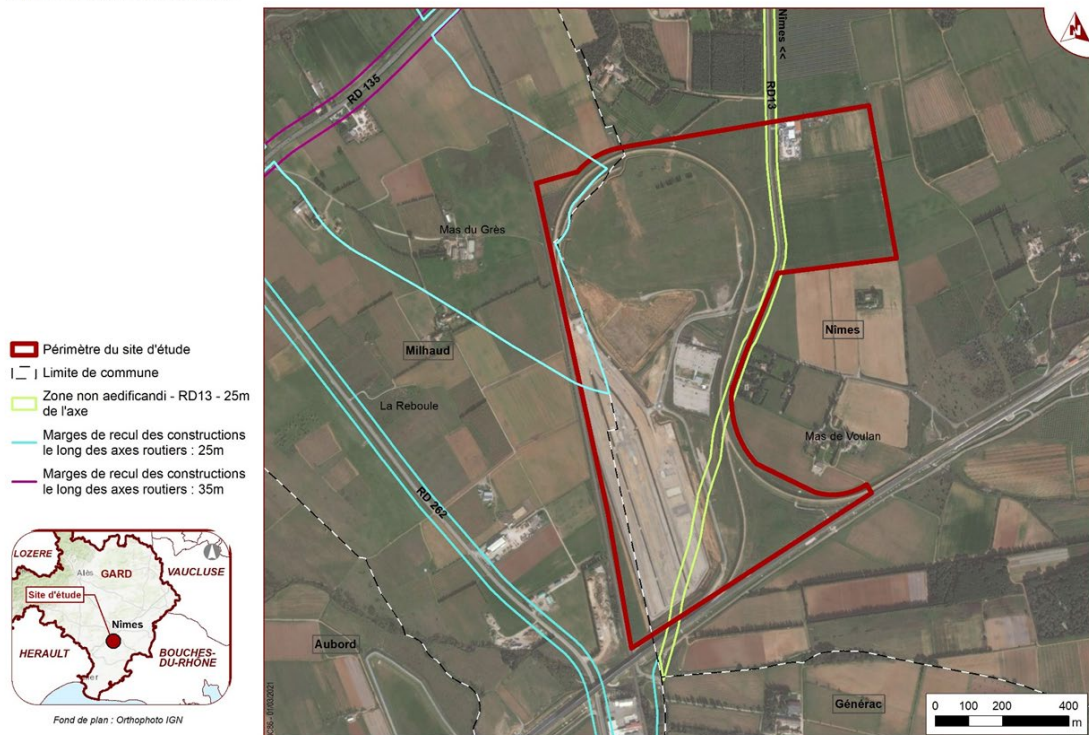 Nîmes <<
RD13
RD 135
Mas du Grès
Nîmes
Milhaud
La Reboule
Mas de Voulan
RD 262
Aubord
Générac
0 100 200 400
m
Périmètre du site d'étude
Limite de commune
Zone non aedificandi - RD13 - 25m
de l'axe
Marges de recul des constructions
le long des axes routiers : 25m
Marges de recul des constructions
le long des axes routiers : 35m
LOZERE
Alès
GARD
VAUCLUSE
Site d'étude
Nîmes
HERAULT
BOUCHES-
DU-RHÔNE
Fond de plan : Orthophoto IGN